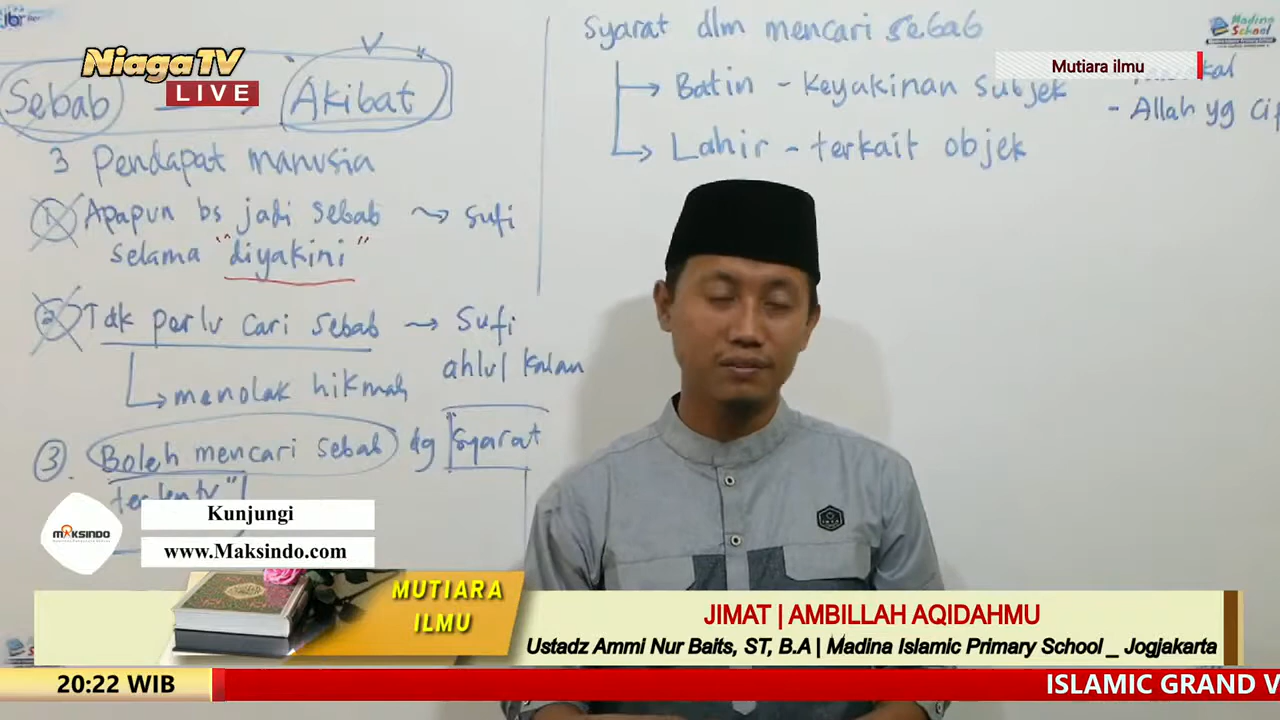 NiagaTV
LIVE
Sebab
Akibat
3 Pendapat manusia
1 Apapun bs jadi sebab → Sufi
selama "diyakini"
2 Tdk perlu cari sebab → Sufi
ahlul kalam
menolak hikmah
3. Boleh mencari sebab dg syarat
Syarat dlm mencari sebab
Batin - Keyakinan subjek
- Allah yg
Lahir - terkait objek
Madina
School
Mutiara ilmu
MAKSINDO
Kunjungi
www.Maksindo.com
MUTIARA
ILMU
JIMAT | AMBILLAH AQIDAHMU
Ustadz Ammi Nur Baits, ST, B.A | Madina Islamic Primary School _ Jogjakarta
20:22 WIB
ISLAMIC GRAND V